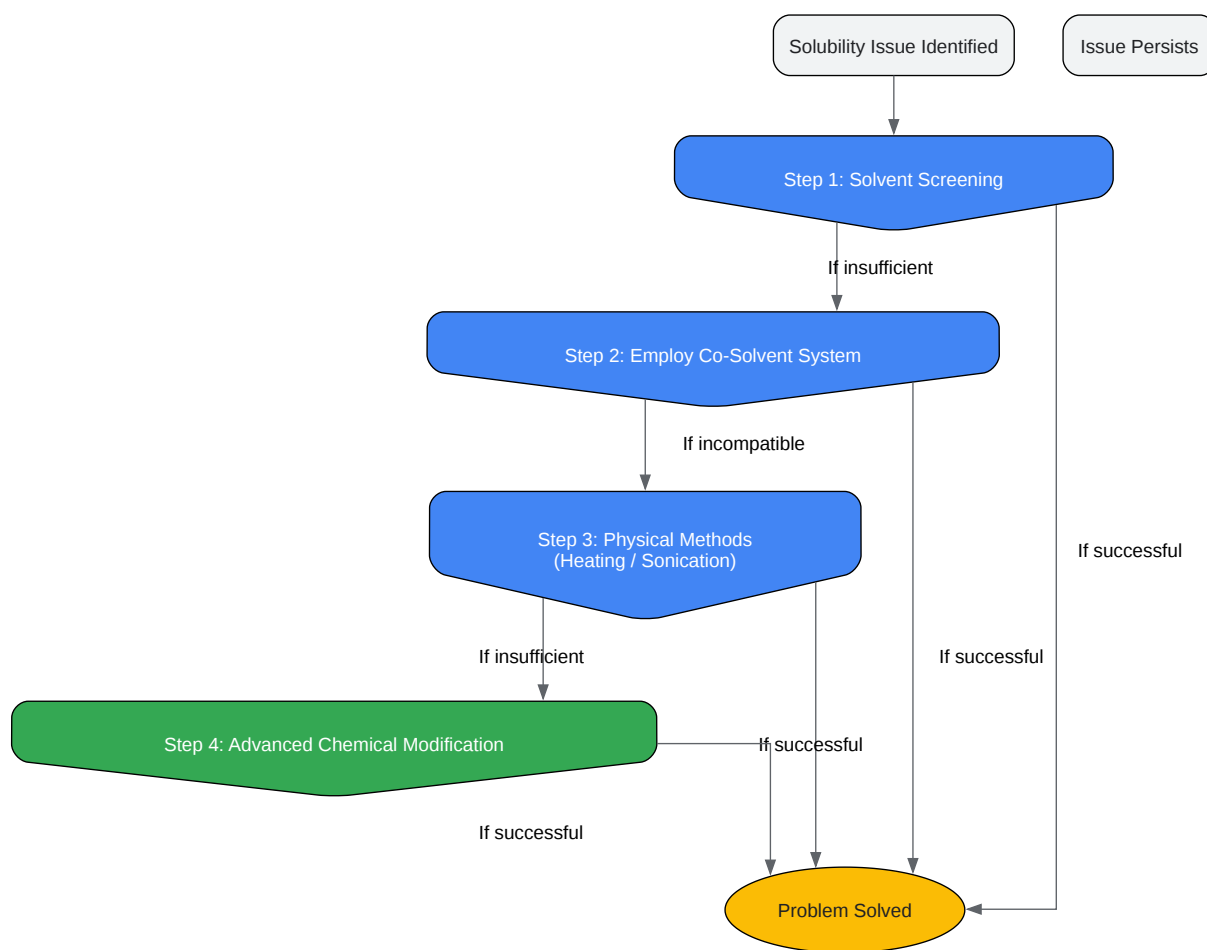 Solubility Issue Identified
Issue Persists
Step 1: Solvent Screening
If insufficient
Step 2: Employ Co-Solvent System
If incompatible
Step 3: Physical Methods
(Heating / Sonication)
If successful
If insufficient
If successful
Step 4: Advanced Chemical Modification
If successful
If successful
Problem Solved